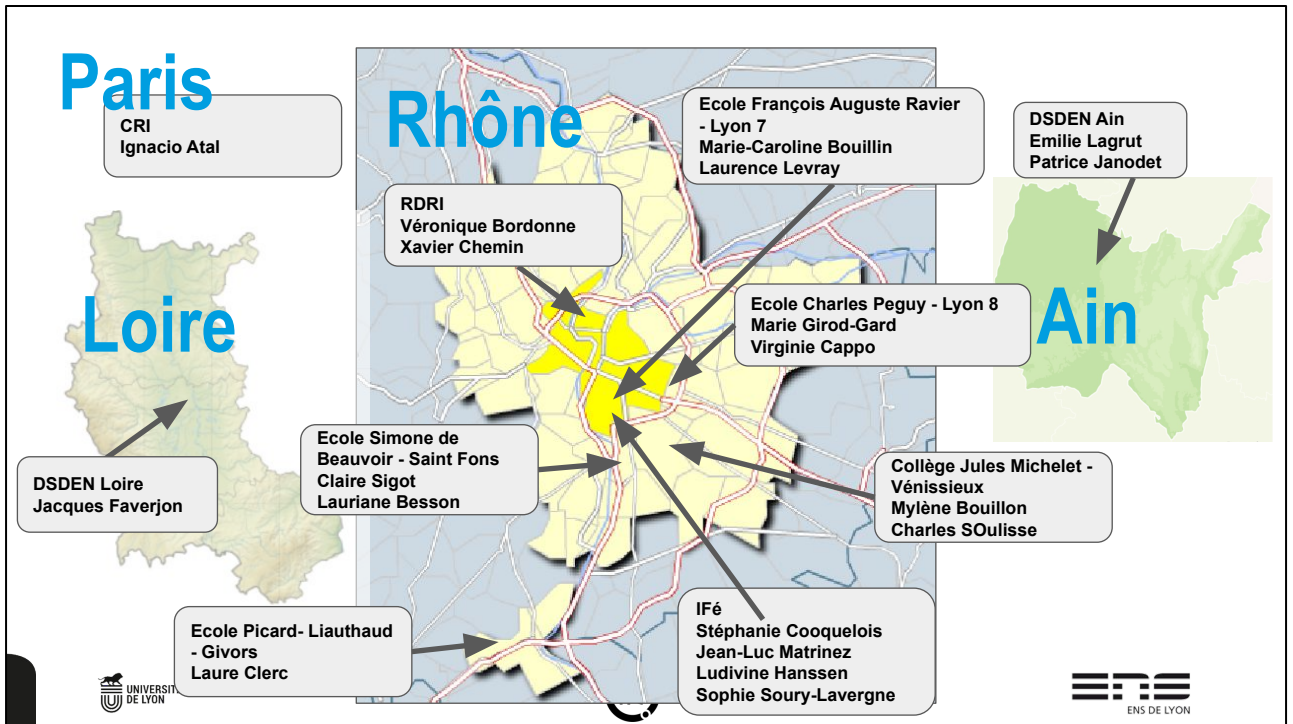 Paris
CRI
Ignacio Atal
Rhône
Ecole François Auguste Ravier
- Lyon 7
Marie-Caroline Bouillin
Laurence Levray
DSDEN Ain
Emilie Lagrut
Patrice Janodet
RDRI
Véronique Bordonne
Xavier Chemin
Loire
Ecole Charles Peguy - Lyon 8
Marie Girod-Gard
Virginie Cappo
Ain
Ecole Simone de
Beauvoir - Saint Fons
Claire Sigot
Lauriane Besson
DSDEN Loire
Jacques Faverjon
Collège Jules Michelet -
Vénissieux
Mylène Bouillon
Charles SOulisse
Ecole Picard- Liauthaud
- Givors
Laure Clerc
IFé
Stéphanie Cooquelois
Jean-Luc Matrinez
Ludivine Hanssen
Sophie Soury-Lavergne
UNIVERSIT
DE LYON
ENS
ENS DE LYON